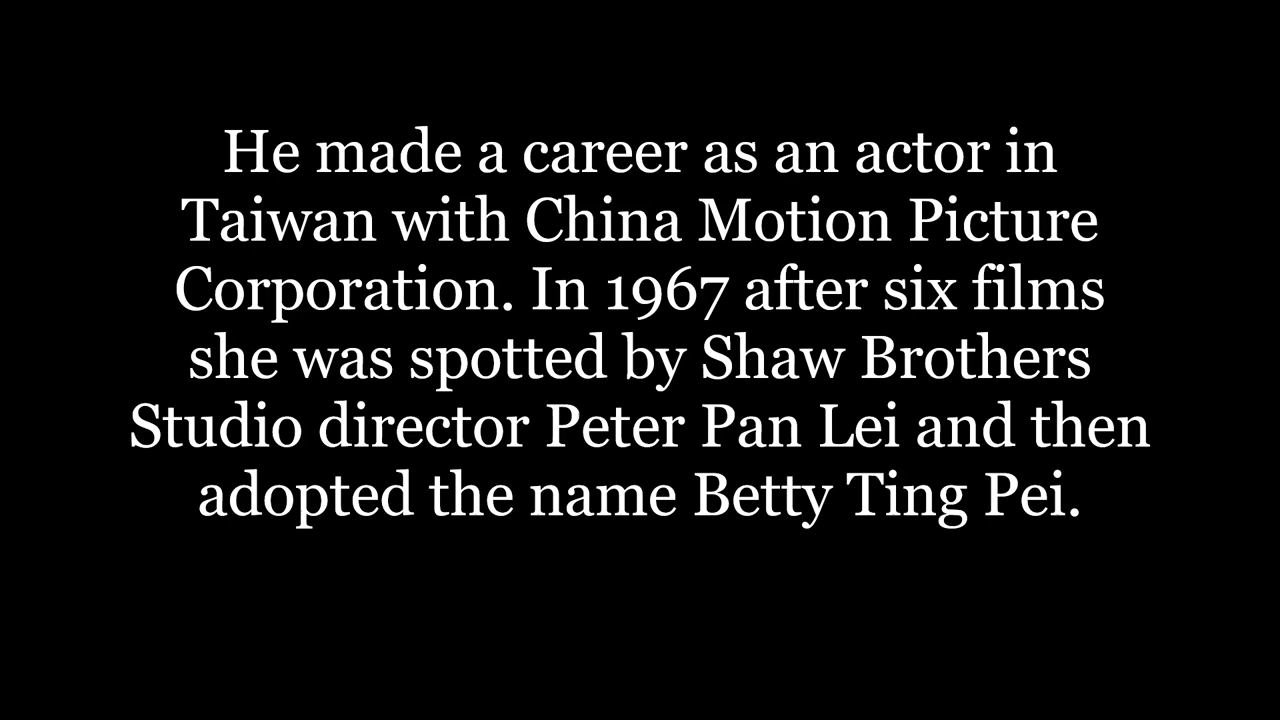 He made a career as an actor in
Taiwan with China Motion Picture
Corporation. In 1967 after six films
she was spotted by Shaw Brothers
Studio director Peter Pan Lei and then
adopted the name Betty Ting Pei.